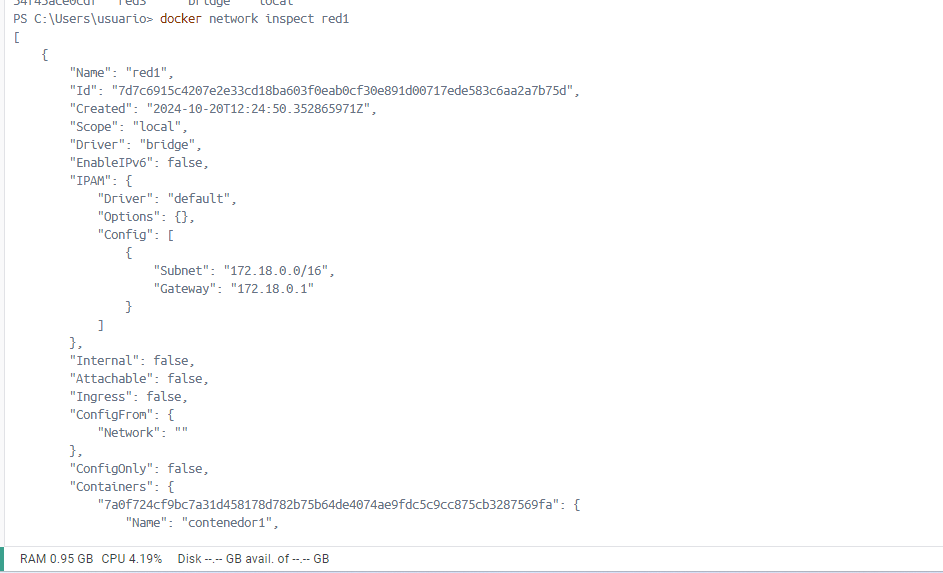 54f45ace0cdf   red3      bridge    local
PS C:\Users\usuario> docker network inspect red1
[
    {
        "Name": "red1",
        "Id": "7d7c6915c4207e2e33cd18ba603f0eab0cf30e891d00717ede583c6aa2a7b75d",
        "Created": "2024-10-20T12:24:50.352865971Z",
        "Scope": "local",
        "Driver": "bridge",
        "EnableIPv6": false,
        "IPAM": {
            "Driver": "default",
            "Options": {},
            "Config": [
                {
                    "Subnet": "172.18.0.0/16",
                    "Gateway": "172.18.0.1"
                }
            ]
        },
        "Internal": false,
        "Attachable": false,
        "Ingress": false,
        "ConfigFrom": {
            "Network": ""
        },
        "ConfigOnly": false,
        "Containers": {
            "7a0f724cf9bc7a31d458178d782b75b64de4074ae9fdc5c9cc875cb3287569fa": {
                "Name": "contenedor1",
RAM 0.95 GB CPU 4.19% Disk --.-- GB avail. of --.-- GB